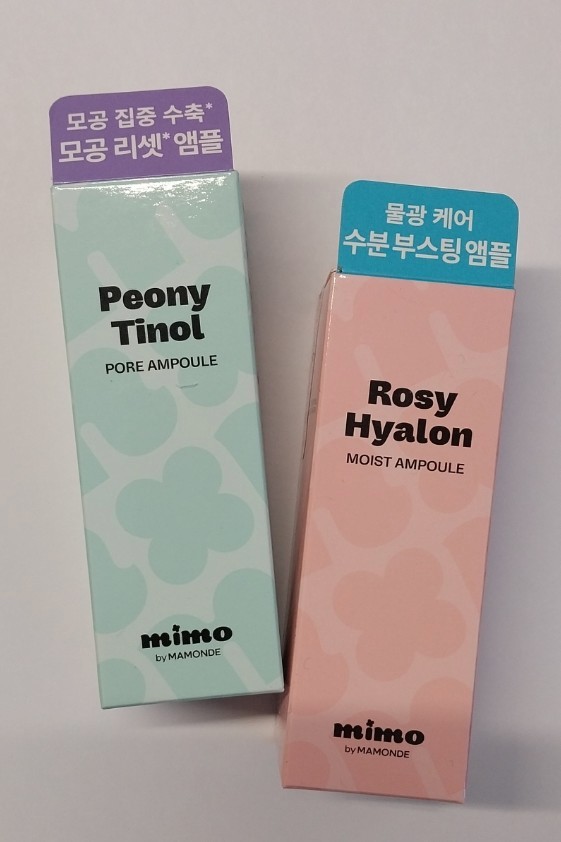 모공 집중 수축*
모공 리셋* 앰플
Peony
Tinol
PORE AMPOULE
mimo
by MAMONDE
물광 케어
수분 부스팅 앰플
Rosy
Hyalon
MOIST AMPOULE
mimo
by MAMONDE